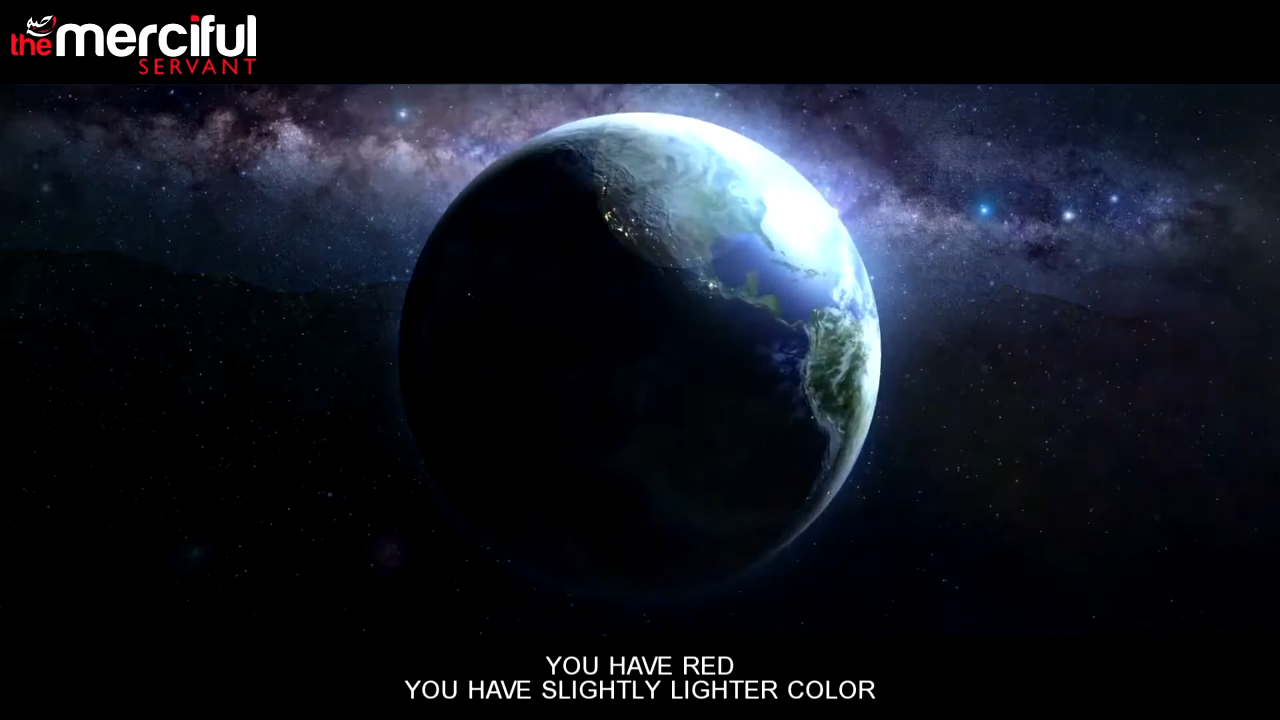 the merciful
SERVANT
YOU HAVE RED
YOU HAVE SLIGHTLY LIGHTER COLOR